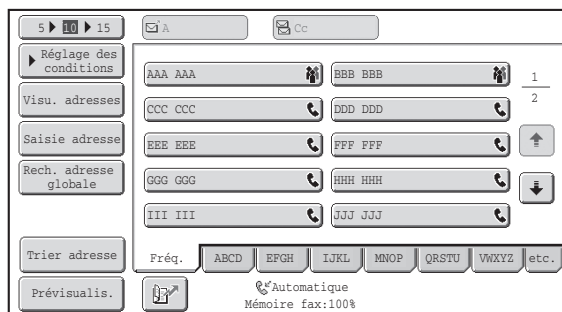 5 10 15
A
Cc
Réglage des
conditions
Visu. adresses
Saisie adresse
Rech. adresse
globale
Trier adresse
Prévisualis.
AAA AAA
BBB BBB
CCC CCC
DDD DDD
EEE EEE
FFF FFF
GGG GGG
HHH HHH
III III
JJJ JJJ
1
2
Fréq. ABCD EFGH IJKL MNOP QRSTU VWXYZ etc.
Automatique
Mémoire fax:100%